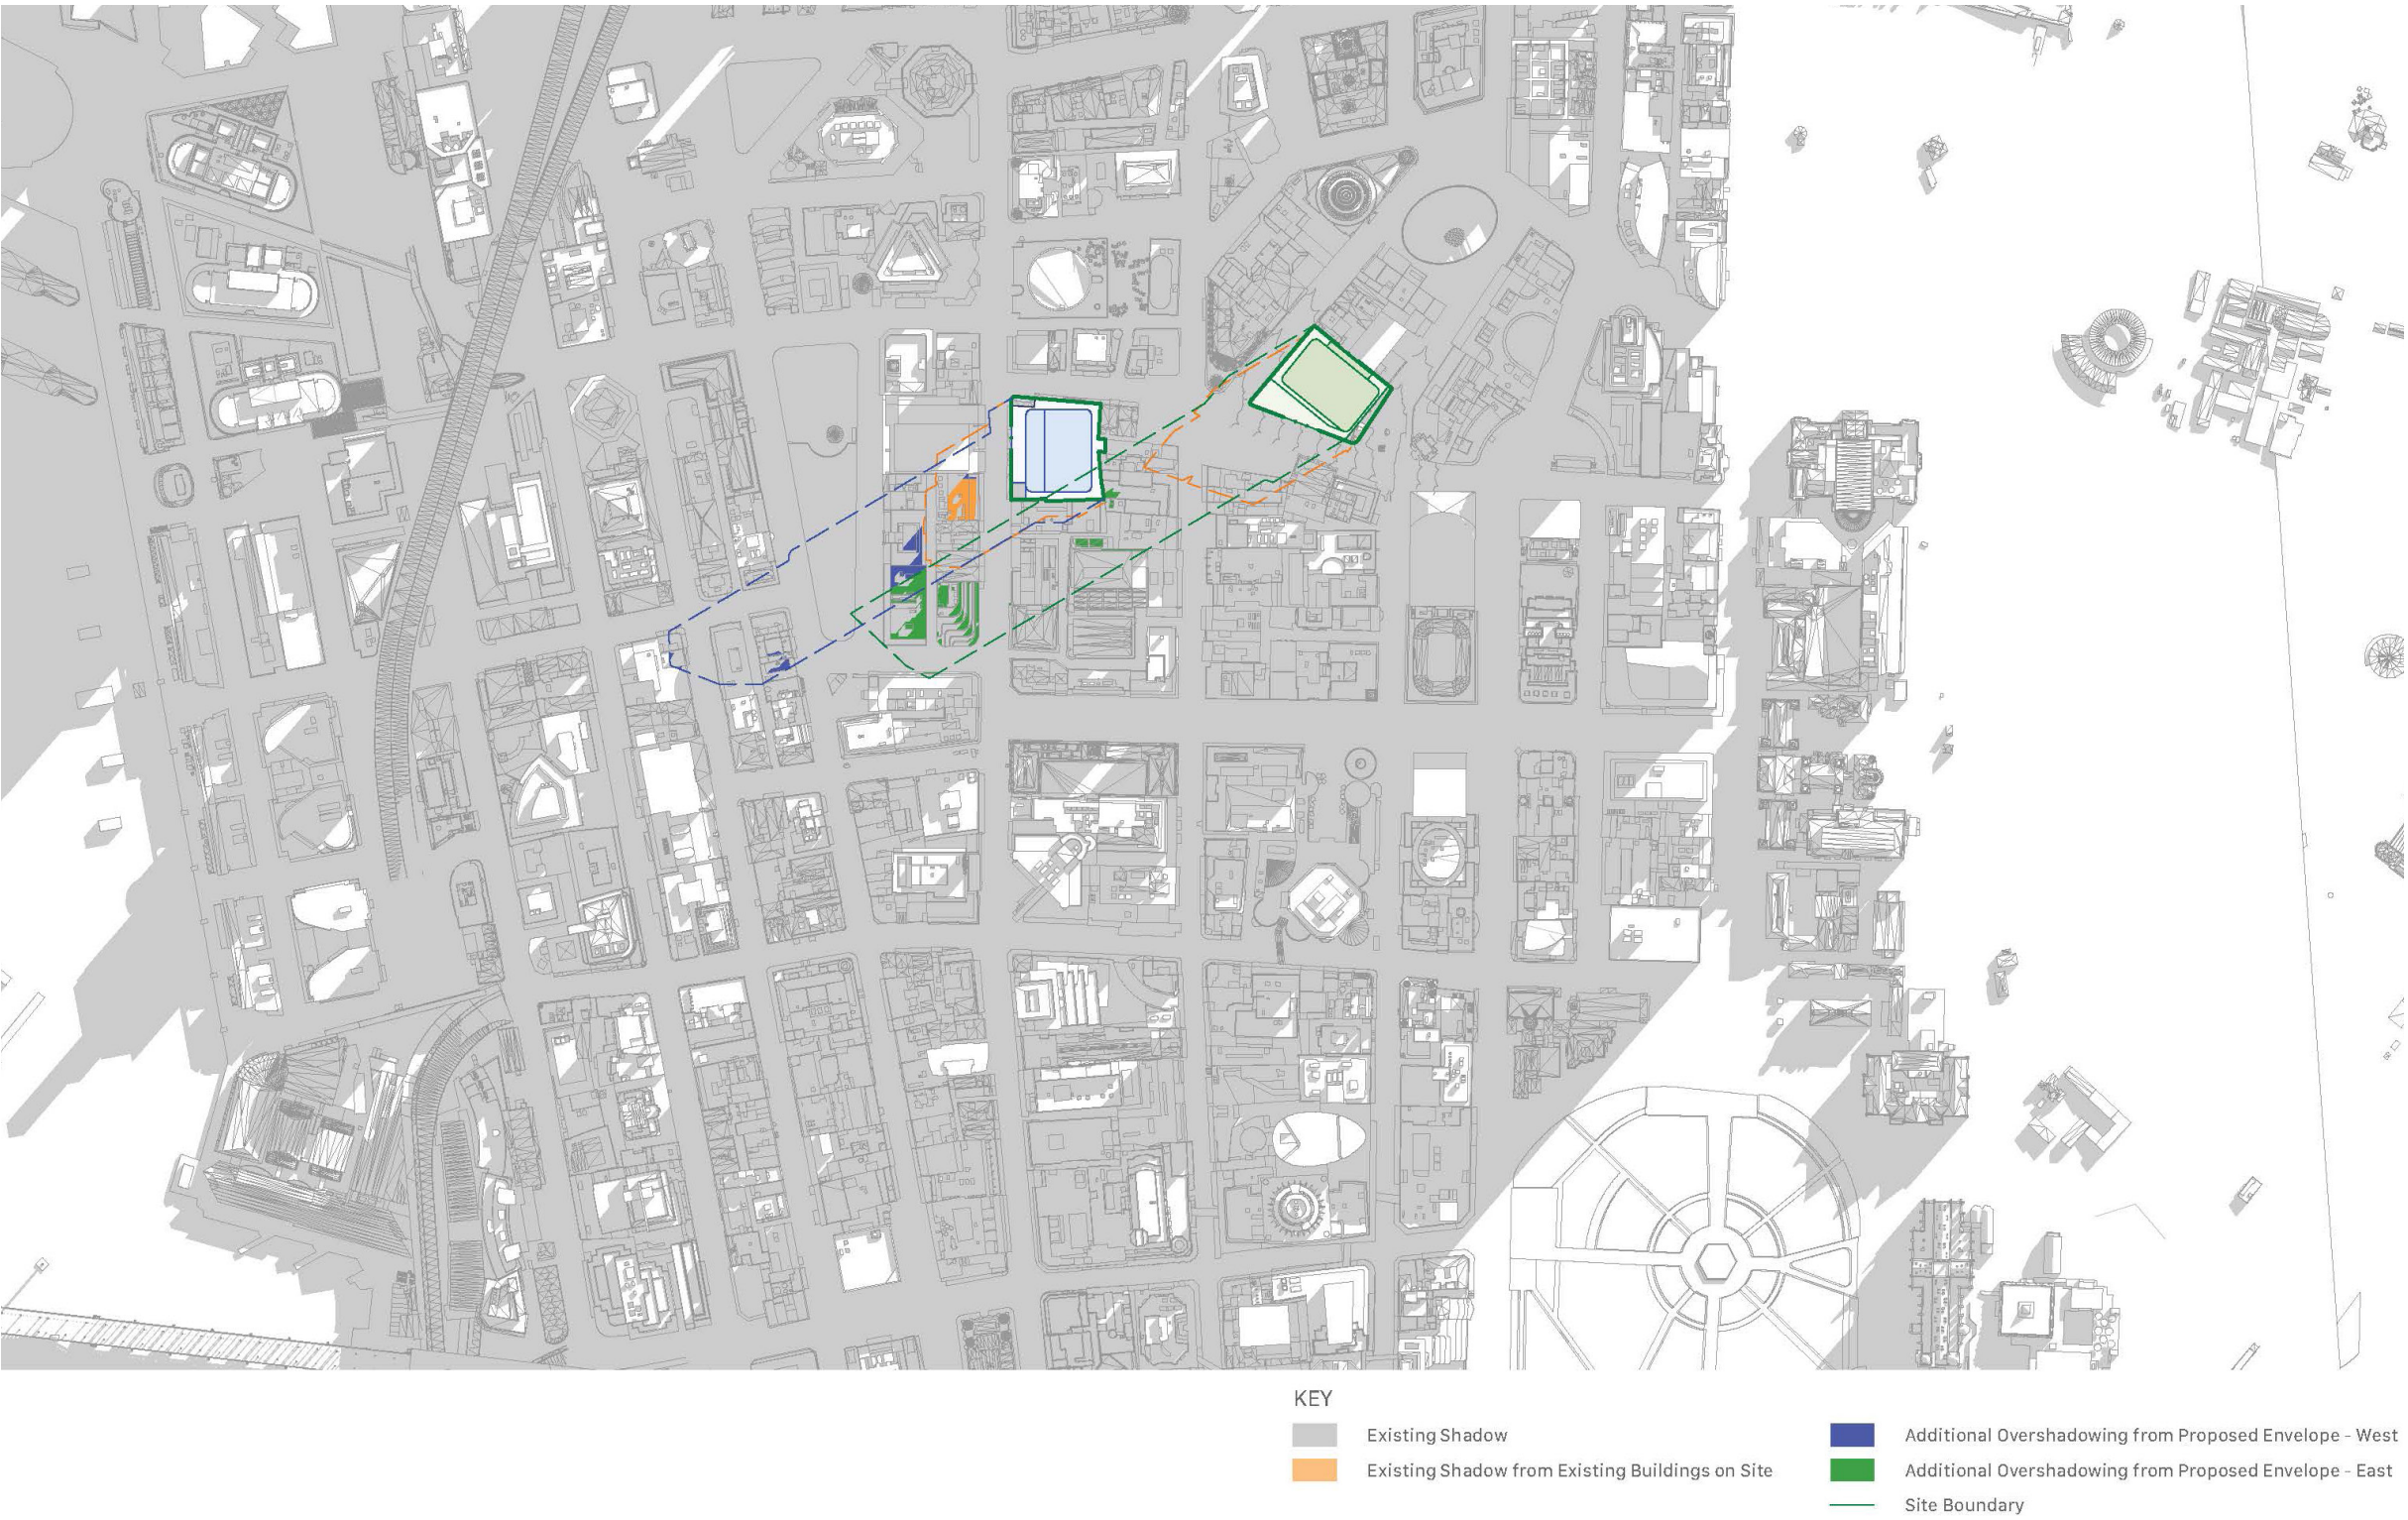 KEY
Existing Shadow
Existing Shadow from Existing Buildings on Site
Additional Overshadowing from Proposed Envelope - West
Additional Overshadowing from Proposed Envelope - East
Site Boundary